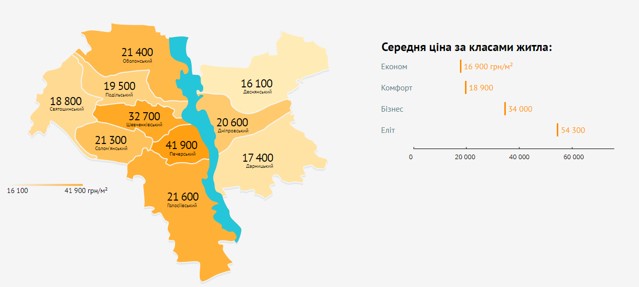 21 400
Оболонський
19 500
Подільський
18 800
Святошинський
32 700
Шевченківський
21 300
Солом'янський
41 900
Печерський
21 600
Голосіївський
16 100
Деснянський
20 600
Дніпровський
17 400
Дарницький
16 100
41 900 грн/м²
Середня ціна за класами житла:
Економ
16 900 грн/м²
Комфорт
18 900
Бізнес
34 000
Еліт
54 300
0
20 000
40 000
60 000